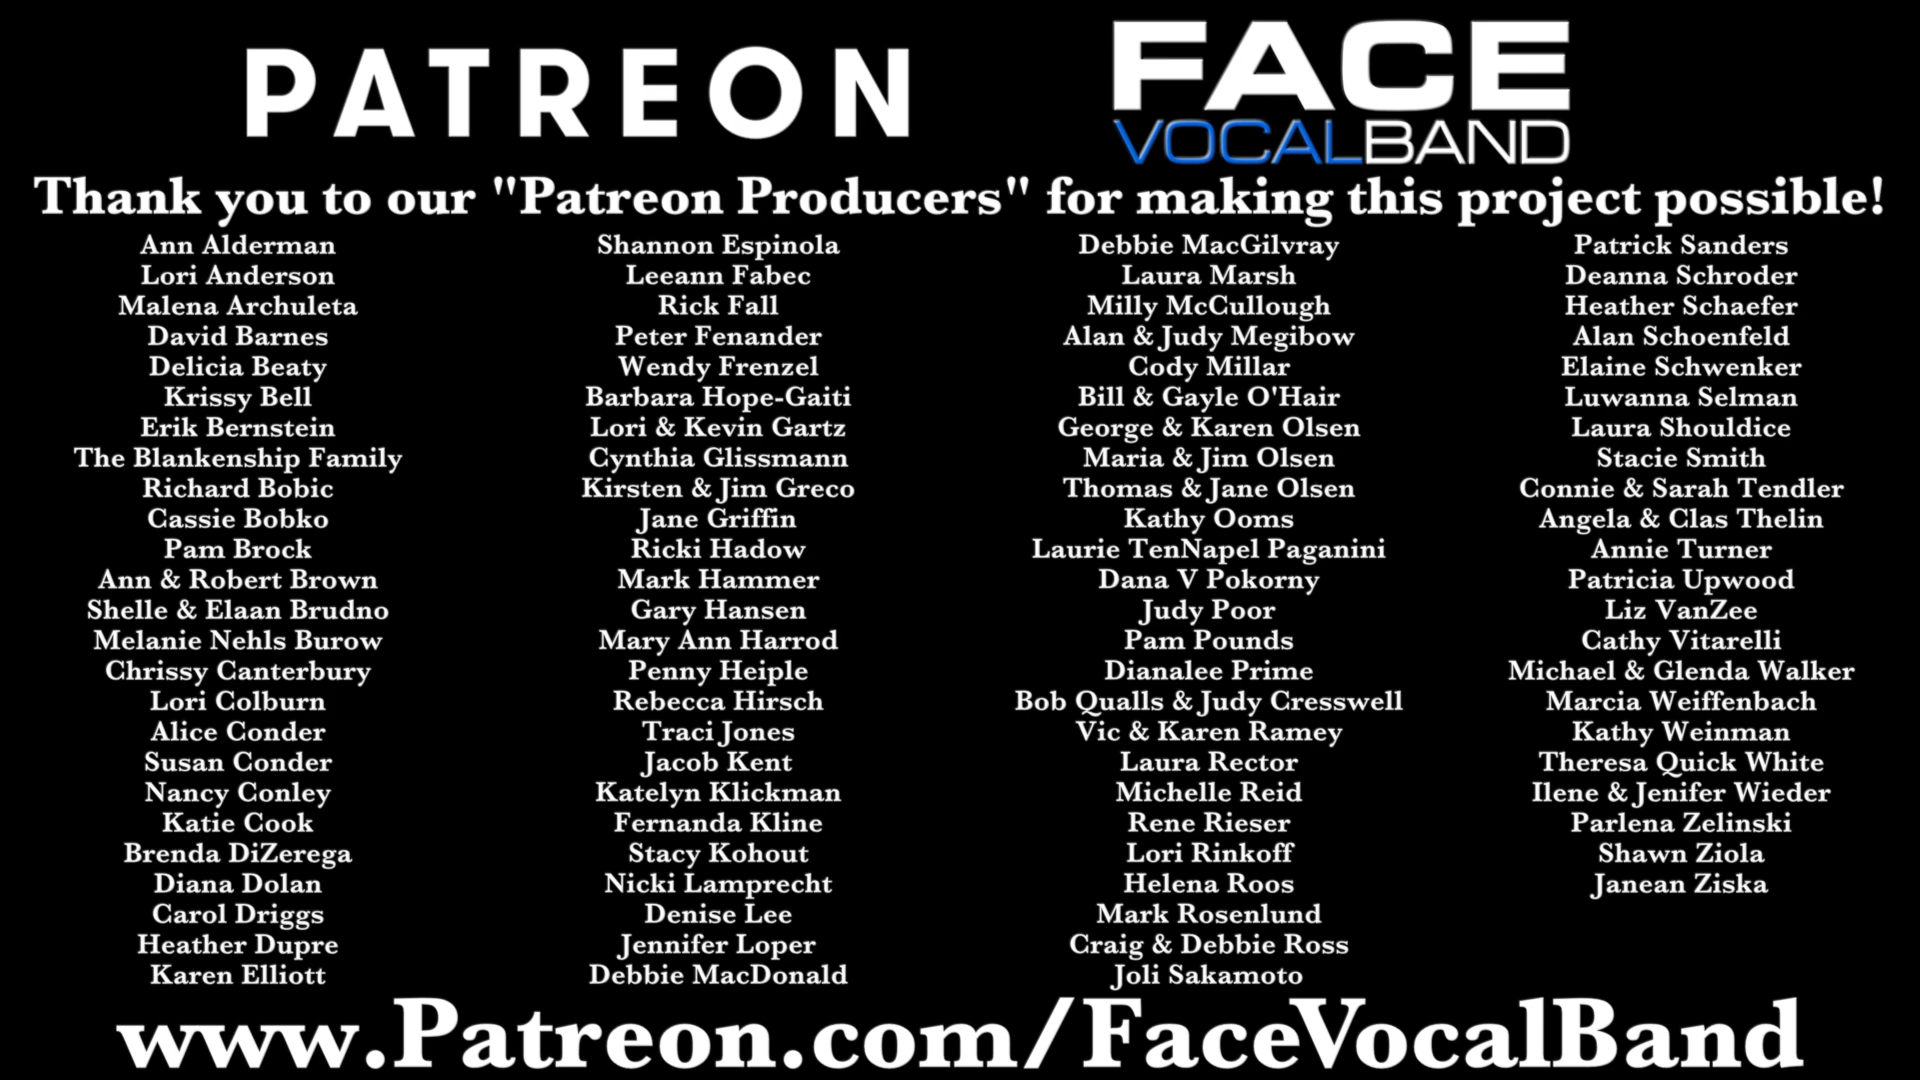 PATREON
FACE
VOCALBAND
Thank you to our "Patreon Producers" for making this project possible!
Ann Alderman
Lori Anderson
Malena Archuleta
David Barnes
Delicia Beaty
Krissy Bell
Erik Bernstein
The Blankenship Family
Richard Bobic
Cassie Bobko
Pam Brock
Ann & Robert Brown
Shelle & Elaan Brudno
Melanie Nehls Burow
Chrissy Canterbury
Lori Colburn
Alice Conder
Susan Conder
Nancy Conley
Katie Cook
Brenda DiZerega
Diana Dolan
Carol Driggs
Heather Dupre
Karen Elliott
Shannon Espinola
Leeann Fabec
Rick Fall
Peter Fenander
Wendy Frenzel
Barbara Hope-Gaiti
Lori & Kevin Gartz
Cynthia Glissmann
Kirsten & Jim Greco
Jane Griffin
Ricki Hadow
Mark Hammer
Gary Hansen
Mary Ann Harrod
Penny Heiple
Rebecca Hirsch
Traci Jones
Jacob Kent
Katelyn Klickman
Fernanda Kline
Stacy Kohout
Nicki Lamprecht
Denise Lee
Jennifer Loper
Debbie MacDonald
Debbie MacGilvray
Laura Marsh
Milly McCullough
Alan & Judy Megibow
Cody Millar
Bill & Gayle O'Hair
George & Karen Olsen
Maria & Jim Olsen
Thomas & Jane Olsen
Kathy Ooms
Laurie TenNapel Paganini
Dana V Pokorny
Judy Poor
Pam Pounds
Dianalee Prime
Bob Qualls & Judy Cresswell
Vic & Karen Ramey
Laura Rector
Michelle Reid
Rene Rieser
Lori Rinkoff
Helena Roos
Mark Rosenlund
Craig & Debbie Ross
Joli Sakamoto
Patrick Sanders
Deanna Schroder
Heather Schaefer
Alan Schoenfeld
Elaine Schwenker
Luwanna Selman
Laura Shouldice
Stacie Smith
Connie & Sarah Tendler
Angela & Clas Thelin
Annie Turner
Patricia Upwood
Liz VanZee
Cathy Vitarelli
Michael & Glenda Walker
Marcia Weiffenbach
Kathy Weinman
Theresa Quick White
Ilene & Jenifer Wieder
Parlena Zelinski
Shawn Ziola
Janean Ziska
www.Patreon.com/FaceVocalBand